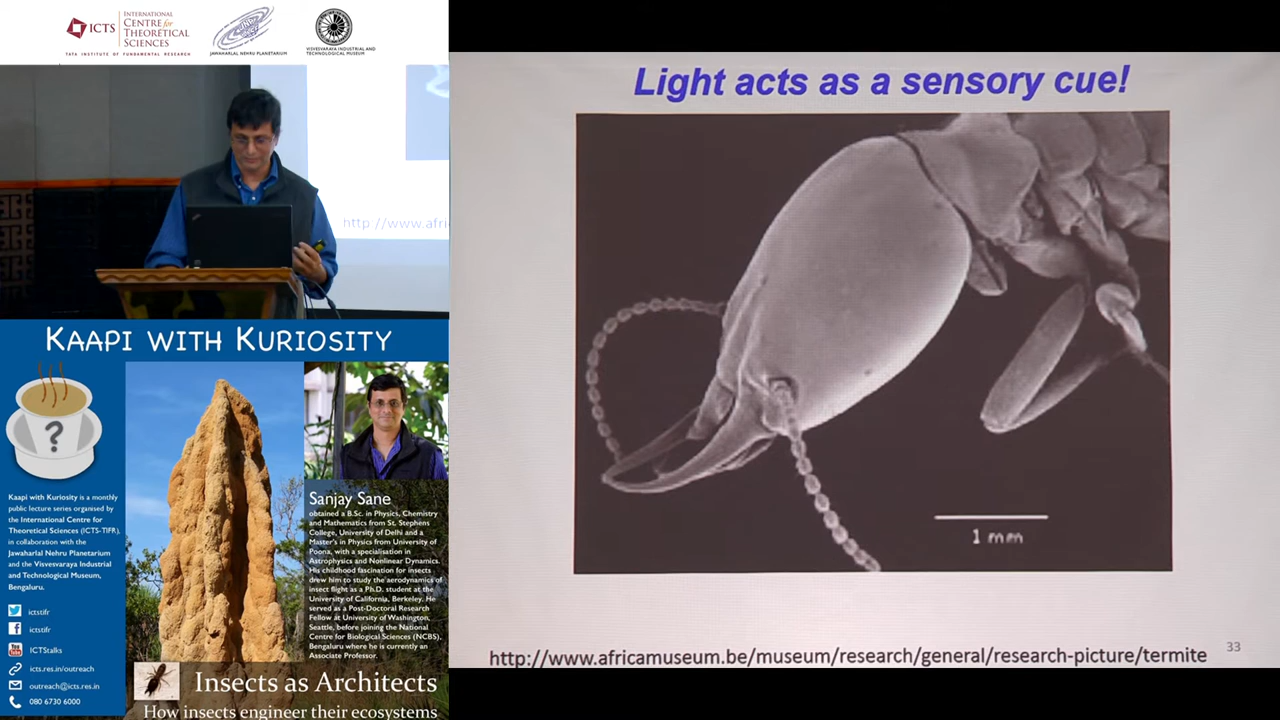 ICTS
INTERNATIONAL
CENTRE for
THEORETICAL
SCIENCES
TATA INSTITUTE OF FUNDAMENTAL RESEARCH
JAWAHARLAL NEHRU PLANETARIUM
VISVESVARAYA INDUSTRIAL AND
TECHNOLOGICAL MUSEUM
http://www.afri
KAAPI WITH KURIOSITY
?
Kaapi with Kuriosity is a monthly
public lecture series organised by
the International Centre for
Theoretical Sciences (ICTS-TIFR),
in collaboration with the
Jawaharlal Nehru Planetarium
and the Visvesvaraya Industrial
and Technological Museum,
Bengaluru.
ictstifr
ictstifr
You
Tube
ICTStalks
icts.res.in/outreach
outreach@icts.res.in
080 6730 6000
Sanjay Sane
obtained a B.Sc. in Physics, Chemistry
and Mathematics from St. Stephens
College, University of Delhi and a
Master's in Physics from University of
Poona, with a specialisation in
Astrophysics and Nonlinear Dynamics.
His childhood fascination for insects
drew him to study the aerodynamics of
insect flight as a Ph.D. student at the
University of California, Berkeley. He
served as a Post-Doctoral Research
Fellow at University of Washington,
Seattle, before joining the National
Centre for Biological Sciences (NCBS),
Bengaluru where he is currently an
Associate Professor.
Insects as Architects
How insects engineer their ecosystems
Light acts as a sensory cue!
1 mm
http://www.africamuseum.be/museum/research/general/research-picture/termite
33